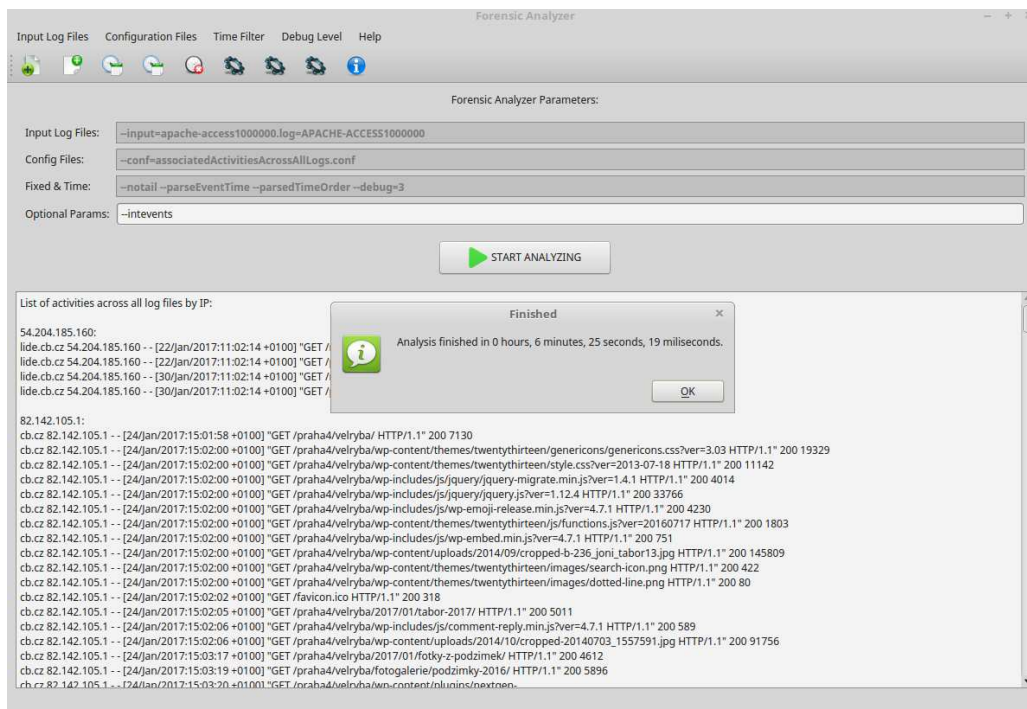 Forensic Analyzer
Input Log Files Configuration Files Time Filter Debug Level Help
Forensic Analyzer Parameters:
Input Log Files: --input=apache-access1000000.log=APACHE-ACCESS1000000
Config Files: --conf=associatedActivitiesAcrossAllLogs.conf
Fixed & Time: --notail --parseEventTime --parsedTimeOrder --debug=3
Optional Params: --intevents
START ANALYZING
List of activities across all log files by IP:
54.204.185.160:
lide.cb.cz 54.204.185.160 - - [22/Jan/2017:11:02:14 +0100] "GET /
lide.cb.cz 54.204.185.160 - - [22/Jan/2017:11:02:14 +0100] "GET /
lide.cb.cz 54.204.185.160 - - [30/Jan/2017:11:02:14 +0100] "GET /
lide.cb.cz 54.204.185.160 - - [30/Jan/2017:11:02:14 +0100] "GET /
Finished
Analysis finished in 0 hours, 6 minutes, 25 seconds, 19 miliseconds.
OK
82.142.105.1:
cb.cz 82.142.105.1 - - [24/Jan/2017:15:01:58 +0100] "GET /praha4/velryba/ HTTP/1.1" 200 7130
cb.cz 82.142.105.1 - - [24/Jan/2017:15:02:00 +0100] "GET /praha4/velryba/wp-content/themes/twentythirteen/genericons/genericons.css?ver=3.03 HTTP/1.1" 200 19329
cb.cz 82.142.105.1 - - [24/Jan/2017:15:02:00 +0100] "GET /praha4/velryba/wp-content/themes/twentythirteen/style.css?ver=2013-07-18 HTTP/1.1" 200 11142
cb.cz 82.142.105.1 - - [24/Jan/2017:15:02:00 +0100] "GET /praha4/velryba/wp-includes/js/jquery/jquery-migrate.min.js?ver=1.4.1 HTTP/1.1" 200 4014
cb.cz 82.142.105.1 - - [24/Jan/2017:15:02:00 +0100] "GET /praha4/velryba/wp-includes/js/jquery/jquery.js?ver=1.12.4 HTTP/1.1" 200 33766
cb.cz 82.142.105.1 - - [24/Jan/2017:15:02:00 +0100] "GET /praha4/velryba/wp-includes/js/wp-emoji-release.min.js?ver=4.7.1 HTTP/1.1" 200 4230
cb.cz 82.142.105.1 - - [24/Jan/2017:15:02:00 +0100] "GET /praha4/velryba/wp-content/themes/twentythirteen/js/functions.js?ver=20160717 HTTP/1.1" 200 1803
cb.cz 82.142.105.1 - - [24/Jan/2017:15:02:00 +0100] "GET /praha4/velryba/wp-includes/js/wp-embed.min.js?ver=4.7.1 HTTP/1.1" 200 751
cb.cz 82.142.105.1 - - [24/Jan/2017:15:02:00 +0100] "GET /praha4/velryba/wp-content/uploads/2014/09/cropped-b-236_joni_tabor13.jpg HTTP/1.1" 200 145809
cb.cz 82.142.105.1 - - [24/Jan/2017:15:02:00 +0100] "GET /praha4/velryba/wp-content/themes/twentythirteen/images/search-icon.png HTTP/1.1" 200 422
cb.cz 82.142.105.1 - - [24/Jan/2017:15:02:00 +0100] "GET /praha4/velryba/wp-content/themes/twentythirteen/images/dotted-line.png HTTP/1.1" 200 80
cb.cz 82.142.105.1 - - [24/Jan/2017:15:02:02 +0100] "GET /favicon.ico HTTP/1.1" 200 318
cb.cz 82.142.105.1 - - [24/Jan/2017:15:02:05 +0100] "GET /praha4/velryba/2017/01/tabor-2017/ HTTP/1.1" 200 5011
cb.cz 82.142.105.1 - - [24/Jan/2017:15:02:06 +0100] "GET /praha4/velryba/wp-includes/js/comment-reply.min.js?ver=4.7.1 HTTP/1.1" 200 589
cb.cz 82.142.105.1 - - [24/Jan/2017:15:02:06 +0100] "GET /praha4/velryba/wp-content/uploads/2014/10/cropped-20140703_1557591.jpg HTTP/1.1" 200 91756
cb.cz 82.142.105.1 - - [24/Jan/2017:15:03:17 +0100] "GET /praha4/velryba/2017/01/fotky-z-podzimek/ HTTP/1.1" 200 4612
cb.cz 82.142.105.1 - - [24/Jan/2017:15:03:19 +0100] "GET /praha4/velryba/fotogalerie/podzimky-2016/ HTTP/1.1" 200 5896
cb.cz 82.142.105.1 - - [24/Jan/2017:15:03:20 +0100] "GET /praha4/velryba/wp-content/plugins/nextgen-